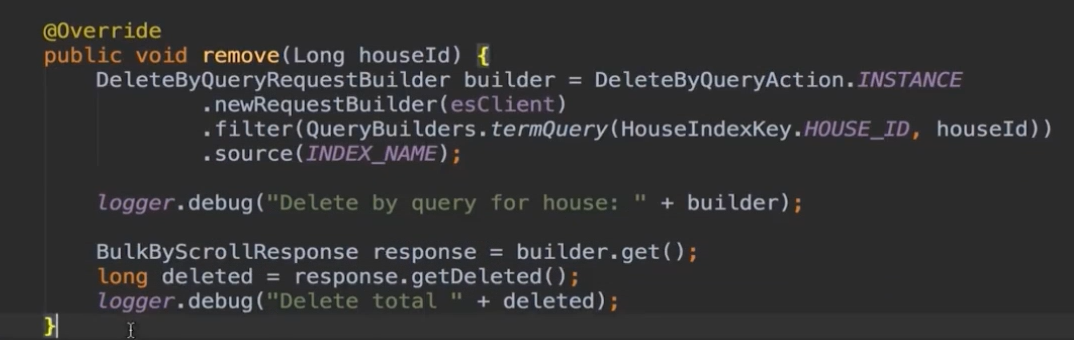 @Override
public void remove(Long houseId) {
DeleteByQueryRequestBuilder builder = DeleteByQueryAction.INSTANCE
.newRequestBuilder(esClient)
.filter(QueryBuilders.termQuery(HouseIndexKey.HOUSE_ID, houseId))
.source(INDEX_NAME);
logger.debug("Delete by query for house: " + builder);
BulkByScrollResponse response = builder.get();
long deleted = response.getDeleted();
logger.debug("Delete total " + deleted);
}